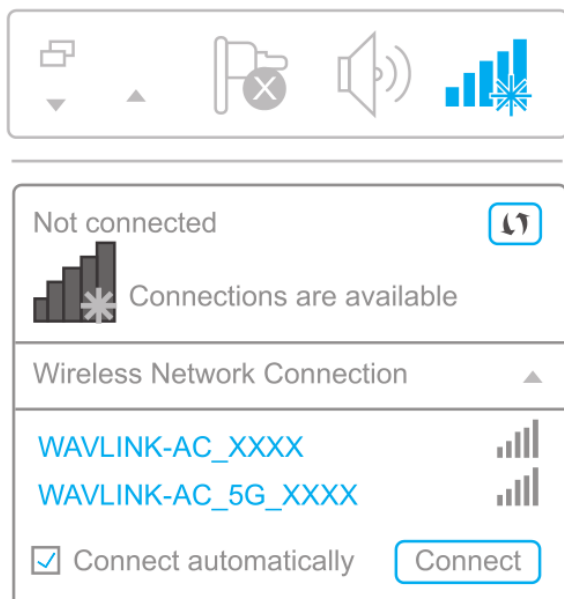 Not connected
Connections are available
Wireless Network Connection
WAVLINK-AC_XXXX
WAVLINK-AC_5G_XXXX
Connect automatically
Connect